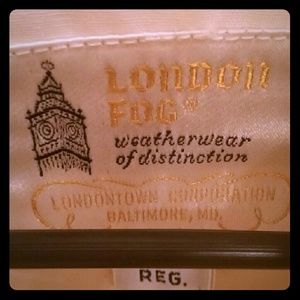 LONDON
FOG®
weatherwear
of distinction
LONDONTOWN CORPORATION
BALTIMORE, MD.
REG.